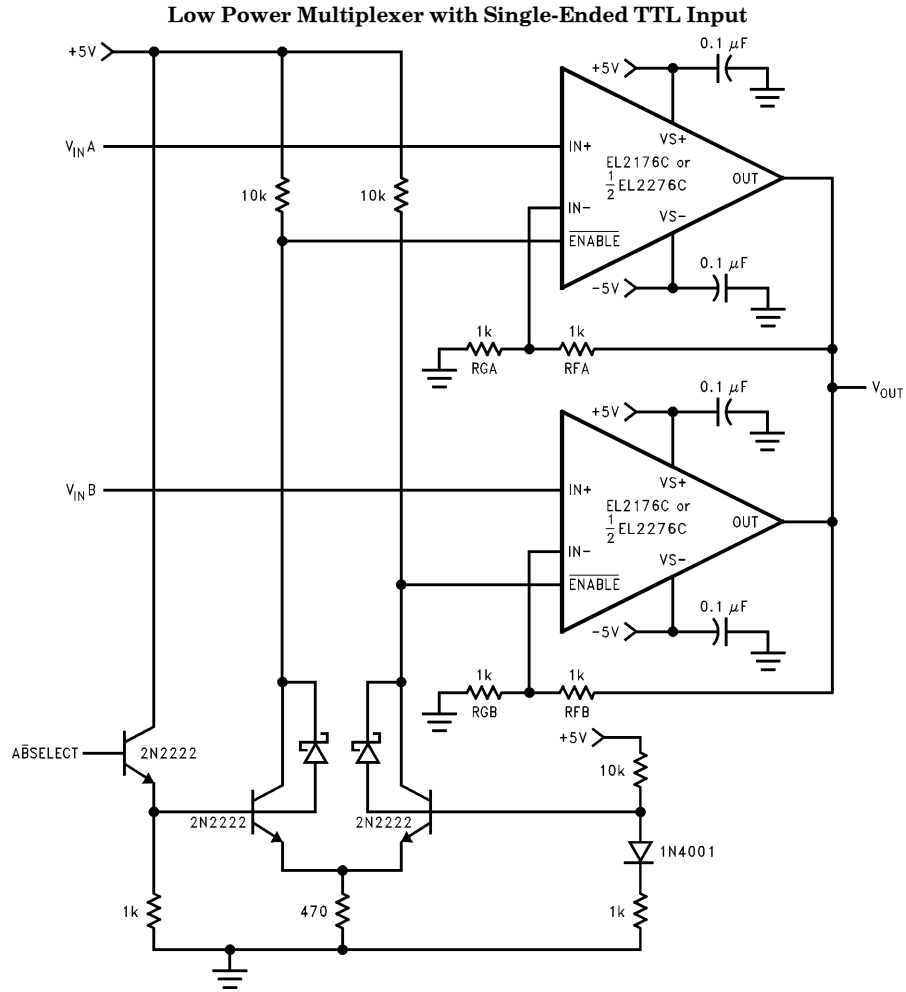 Low Power Multiplexer with Single-Ended TTL Input
+5V
0.1 μF
+5V
VS+
V_IN A
IN+
EL2176C or
1/2 EL2276C
OUT
10k
10k
IN-
VS-
E̅N̅A̅B̅L̅E̅
0.1 μF
-5V
1k
1k
RGA
RFA
0.1 μF
V_OUT
+5V
VS+
V_IN B
IN+
EL2176C or
1/2 EL2276C
OUT
IN-
VS-
E̅N̅A̅B̅L̅E̅
0.1 μF
-5V
1k
1k
RGB
RFB
+5V
AB̅SELECT
2N2222
10k
2N2222
2N2222
1N4001
1k
470
1k